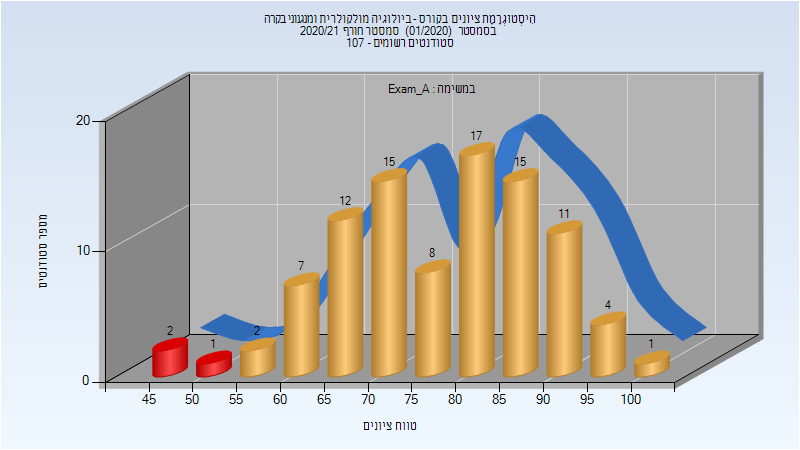 הִיסְטוֹגְרָמַת ציונים בקורס - ביולוגיה מולקולרית ומנגנוני בקרה
בסמסטר (01/2020) סמסטר חורף 2020/21
סטודנטים רשומים - 107
במשימה : Exam_A
20
10
0
מספר סטודנטים
2
1
2
7
12
15
8
17
15
11
4
1
45 50 55 60 65 70 75 80 85 90 95 100
טווח ציונים